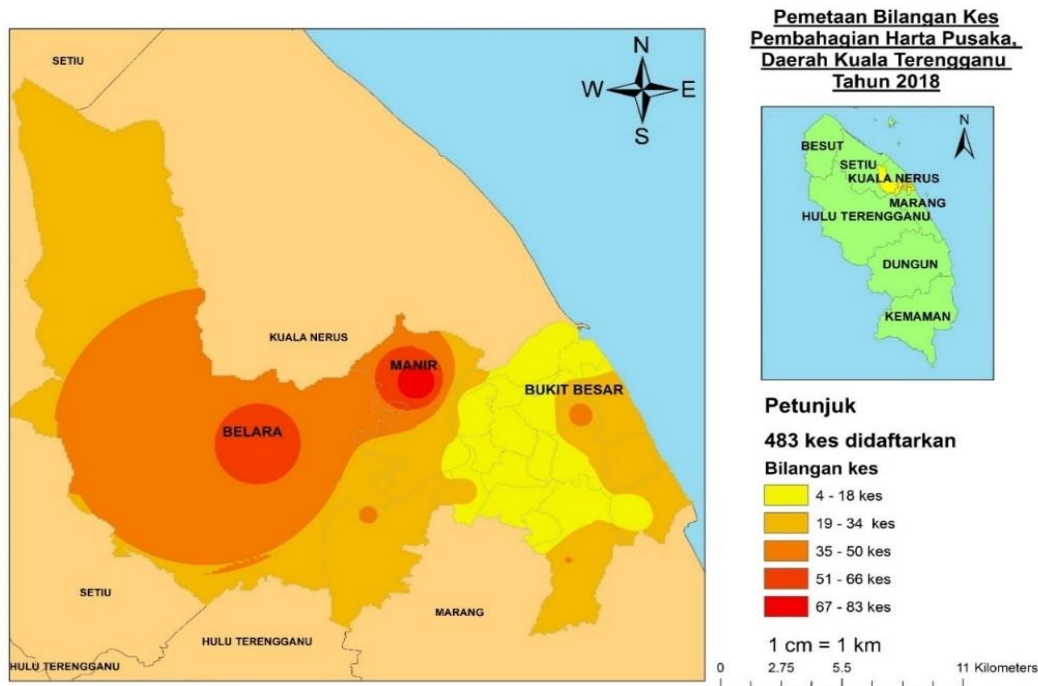 Pemetaan Bilangan Kes
Pembahagian Harta Pusaka,
Daerah Kuala Terengganu
Tahun 2018
SETIU
N
W
E
S
KUALA NERUS
MANIR
BUKIT BESAR
BELARA
SETIU
MARANG
HULU TERENGGANU
HULU TERENGGANU
N
BESUT
SETIU
KUALA NERUS
MARANG
HULU TERENGGANU
DUNGUN
KEMAMAN
Petunjuk
483 kes didaftarkan
Bilangan kes
4 - 18 kes
19 - 34 kes
35 - 50 kes
51 - 66 kes
67 - 83 kes
1 cm = 1 km
0 2.75 5.5 11 Kilometers